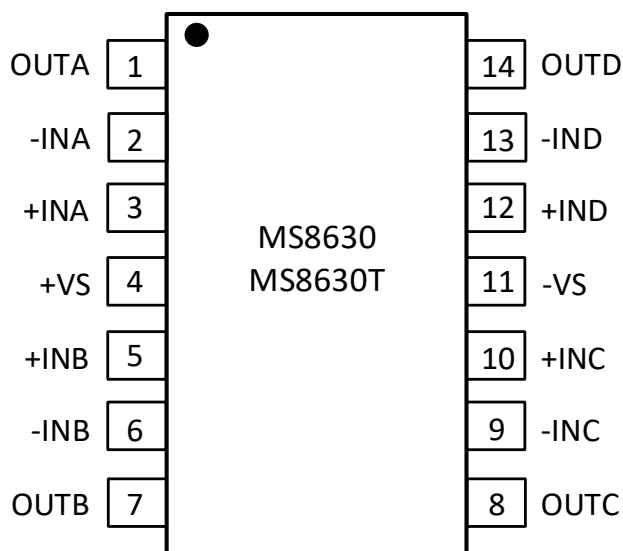 OUTA 1 14 OUTD
-INA 2 13 -IND
+INA 3 12 +IND
MS8630
MS8630T
+VS 4 11 -VS
+INB 5 10 +INC
-INB 6 9 -INC
OUTB 7 8 OUTC